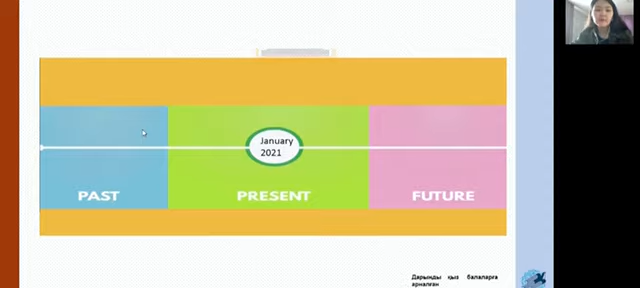 January
2021
PAST PRESENT FUTURE
Дарынды қыз балаларға
арналған